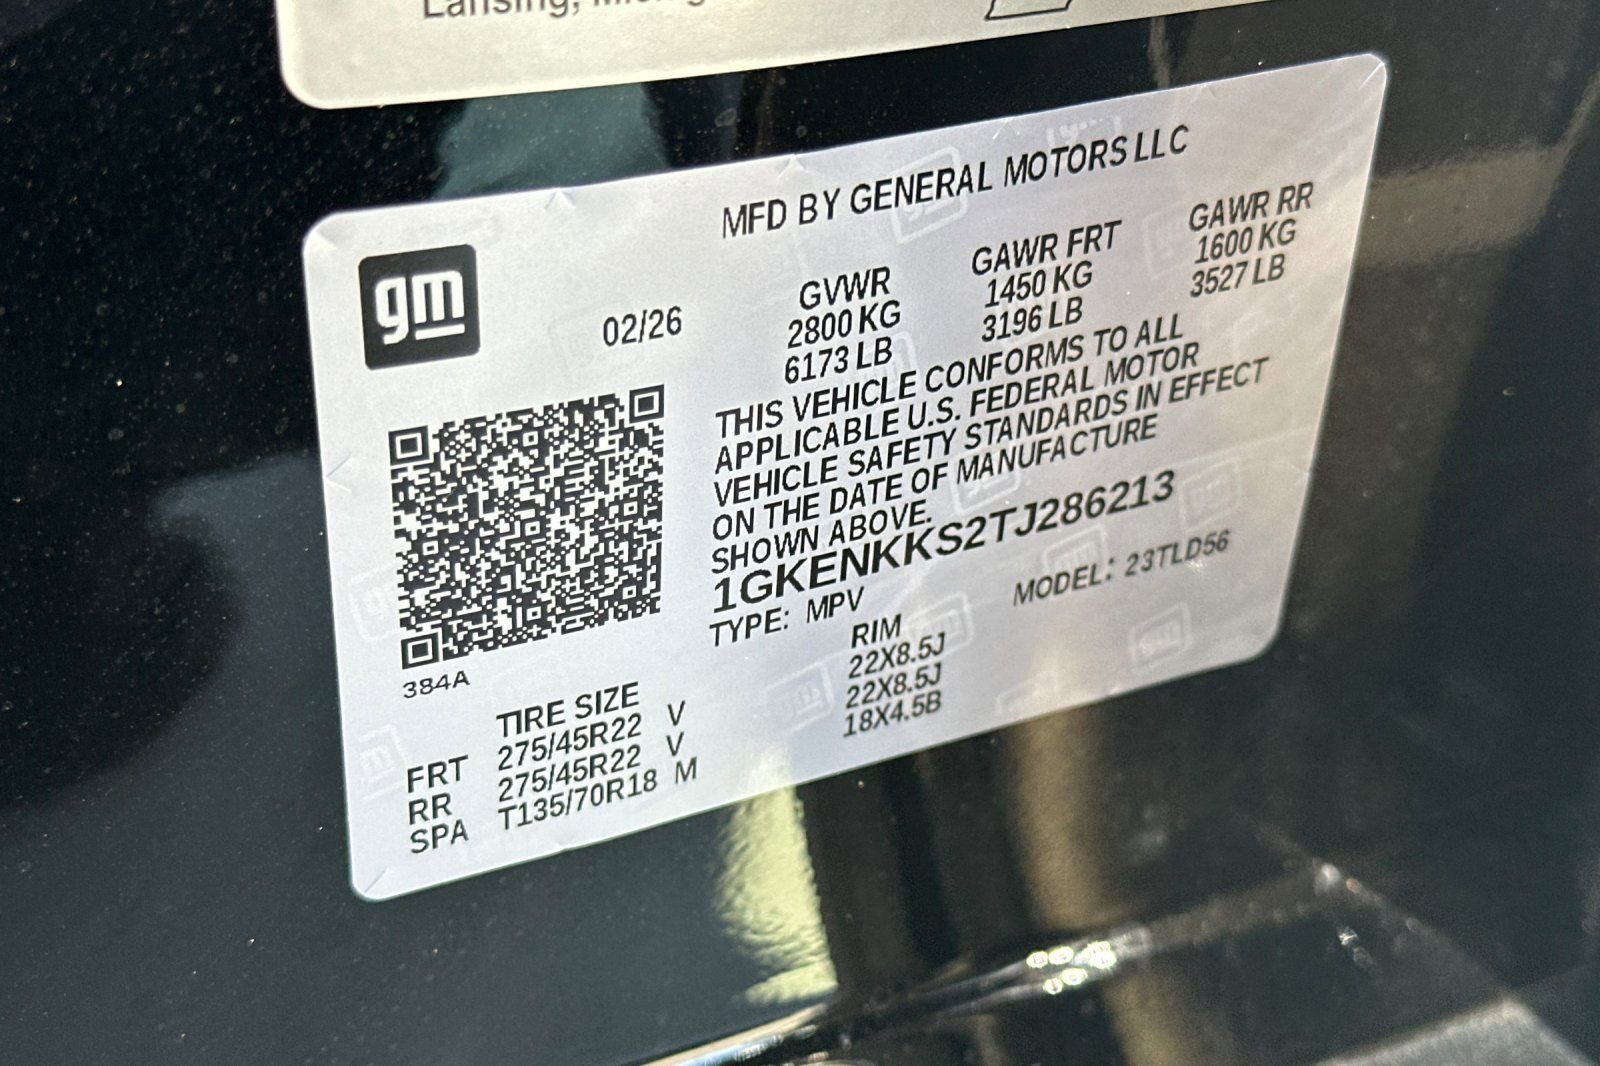 Lansing,
MFD BY GENERAL MOTORS LLC
gm
02/26
GVWR GAWR FRT GAWR RR
2800 KG 1450 KG 1600 KG
6173 LB 3196 LB 3527 LB
THIS VEHICLE CONFORMS TO ALL
APPLICABLE U.S. FEDERAL MOTOR
VEHICLE SAFETY STANDARDS IN EFFECT
ON THE DATE OF MANUFACTURE
SHOWN ABOVE.
1GKENKKS2TJ286213
TYPE: MPV MODEL: 23TLD56
384A
TIRE SIZE RIM
FRT 275/45R22 V 22X8.5J
RR 275/45R22 V 22X8.5J
SPA T135/70R18 M 18X4.5B